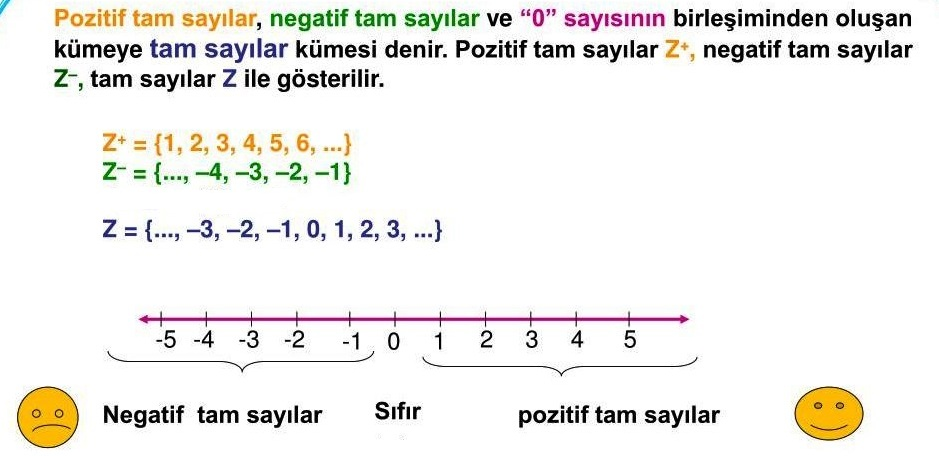 Pozitif tam sayılar, negatif tam sayılar ve “0” sayısının birleşiminden oluşan
kümeye tam sayılar kümesi denir. Pozitif tam sayılar Z⁺, negatif tam sayılar
Z⁻, tam sayılar Z ile gösterilir.
Z⁺ = {1, 2, 3, 4, 5, 6, ...}
Z⁻ = {..., –4, –3, –2, –1}
Z = {..., –3, –2, –1, 0, 1, 2, 3, ...}
-5 -4 -3 -2 -1 0 1 2 3 4 5
Negatif tam sayılar Sıfır pozitif tam sayılar